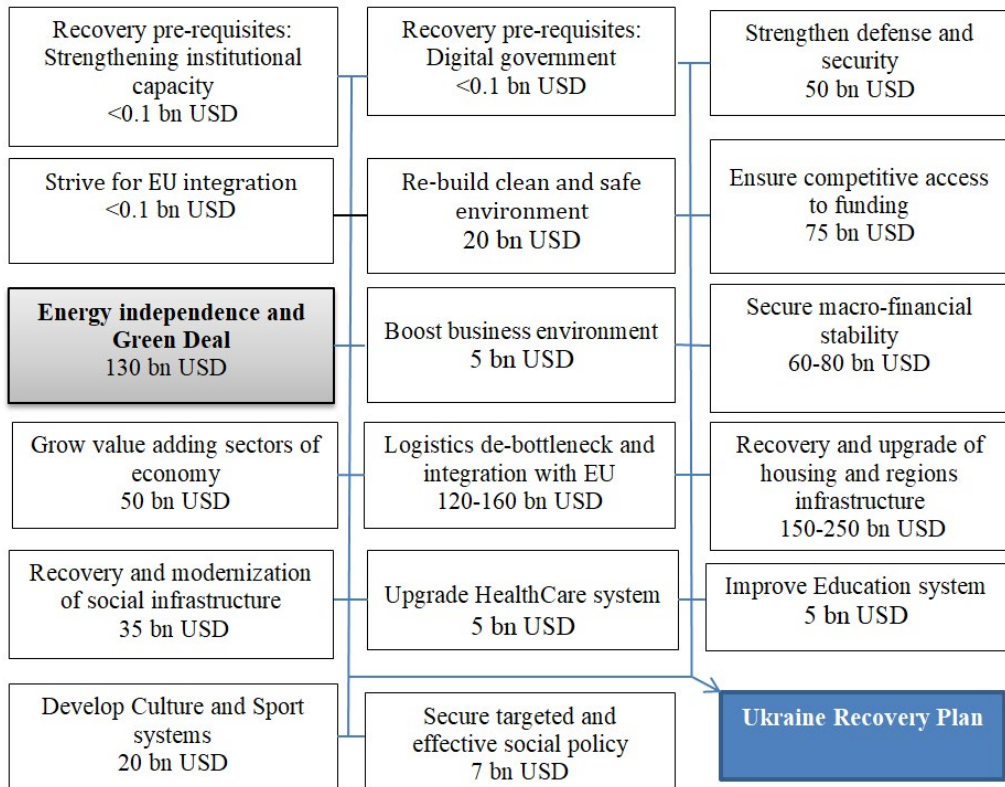 Recovery pre-requisites:
Strengthening institutional
capacity
<0.1 bn USD
Recovery pre-requisites:
Digital government
<0.1 bn USD
Strengthen defense and
security
50 bn USD
Strive for EU integration
<0.1 bn USD
Re-build clean and safe
environment
20 bn USD
Ensure competitive access
to funding
75 bn USD
Energy independence and
Green Deal
130 bn USD
Boost business environment
5 bn USD
Secure macro-financial
stability
60-80 bn USD
Grow value adding sectors of
economy
50 bn USD
Logistics de-bottleneck and
integration with EU
120-160 bn USD
Recovery and upgrade of
housing and regions
infrastructure
150-250 bn USD
Recovery and modernization
of social infrastructure
35 bn USD
Upgrade HealthCare system
5 bn USD
Improve Education system
5 bn USD
Develop Culture and Sport
systems
20 bn USD
Secure targeted and
effective social policy
7 bn USD
Ukraine Recovery Plan